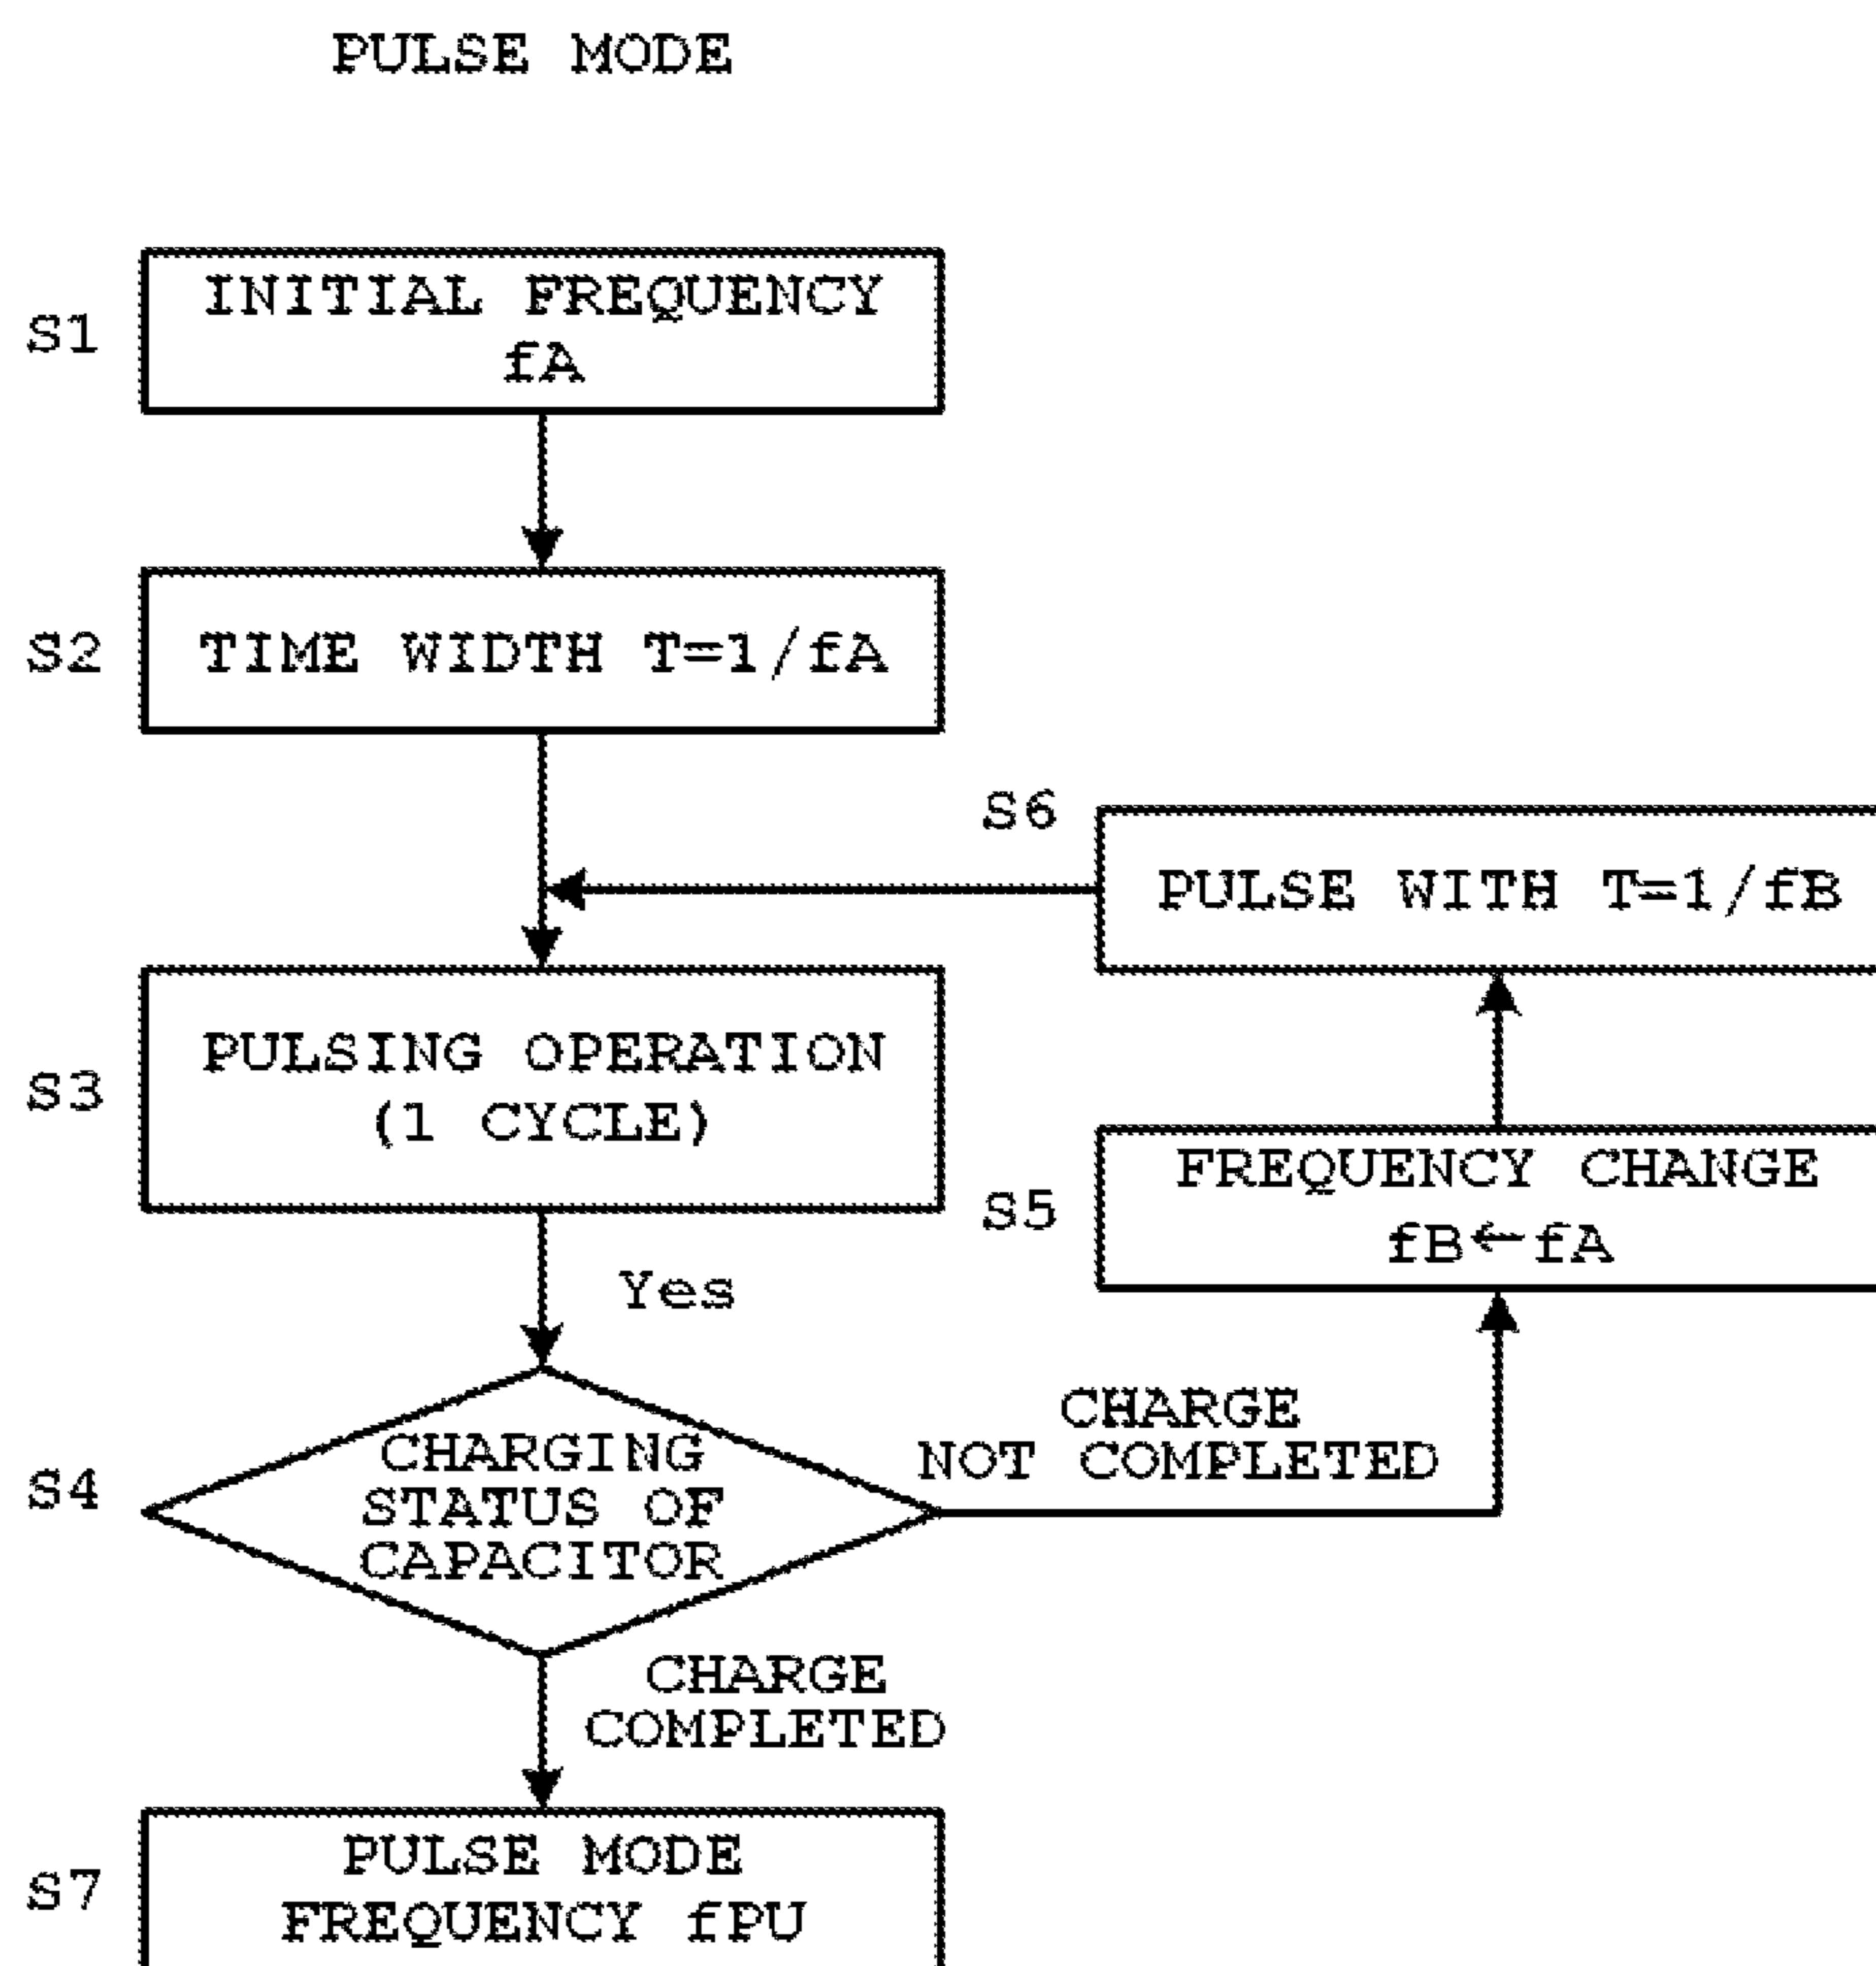 PULSE MODE
S1
INITIAL FREQUENCY
fA
S2
TIME WIDTH T=1/fA
S6
PULSE WITH T=1/fB
S3
PULSING OPERATION
(1 CYCLE)
S5
FREQUENCY CHANGE
fB←fA
Yes
S4
CHARGING
STATUS OF
CAPACITOR
CHARGE
NOT COMPLETED
CHARGE
COMPLETED
S7
PULSE MODE
FREQUENCY fPU